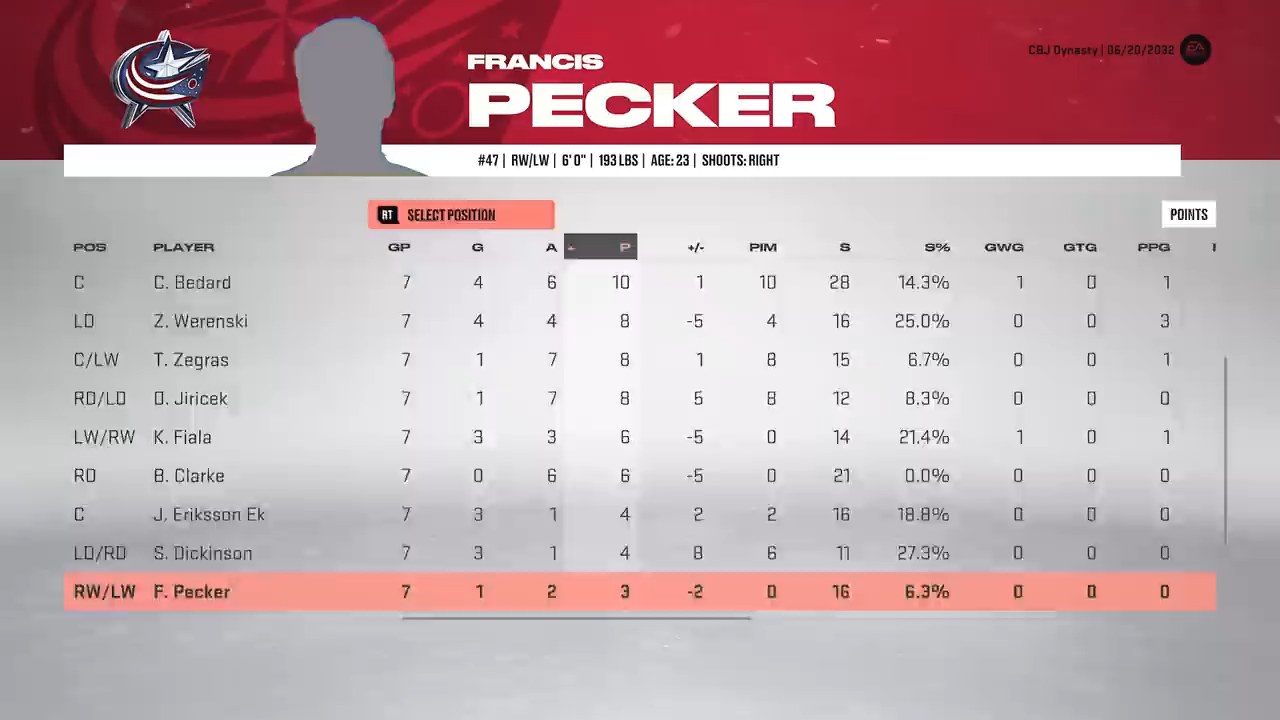 FRANCIS
PECKER
CBJ Dynasty | 06/20/2032 EA
#47 | RW/LW | 6' 0" | 193 LBS | AGE: 23 | SHOOTS: RIGHT
RT SELECT POSITION POINTS
POS PLAYER GP G A P +/- PIM S S% GWG GTG PPG
C C. Bedard 7 4 6 10 1 10 28 14.3% 1 0 1
LD Z. Werenski 7 4 4 8 -5 4 16 25.0% 0 0 3
C/LW T. Zegras 7 1 7 8 1 8 15 6.7% 0 0 1
RD/LD D. Jiricek 7 1 7 8 5 8 12 8.3% 0 0 0
LW/RW K. Fiala 7 3 3 6 -5 0 14 21.4% 1 0 1
RD B. Clarke 7 0 6 6 -5 0 21 0.0% 0 0 0
C J. Eriksson Ek 7 3 1 4 2 2 16 18.8% 0 0 0
LD/RD S. Dickinson 7 3 1 4 8 6 11 27.3% 0 0 0
RW/LW F. Pecker 7 1 2 3 -2 0 16 6.3% 0 0 0